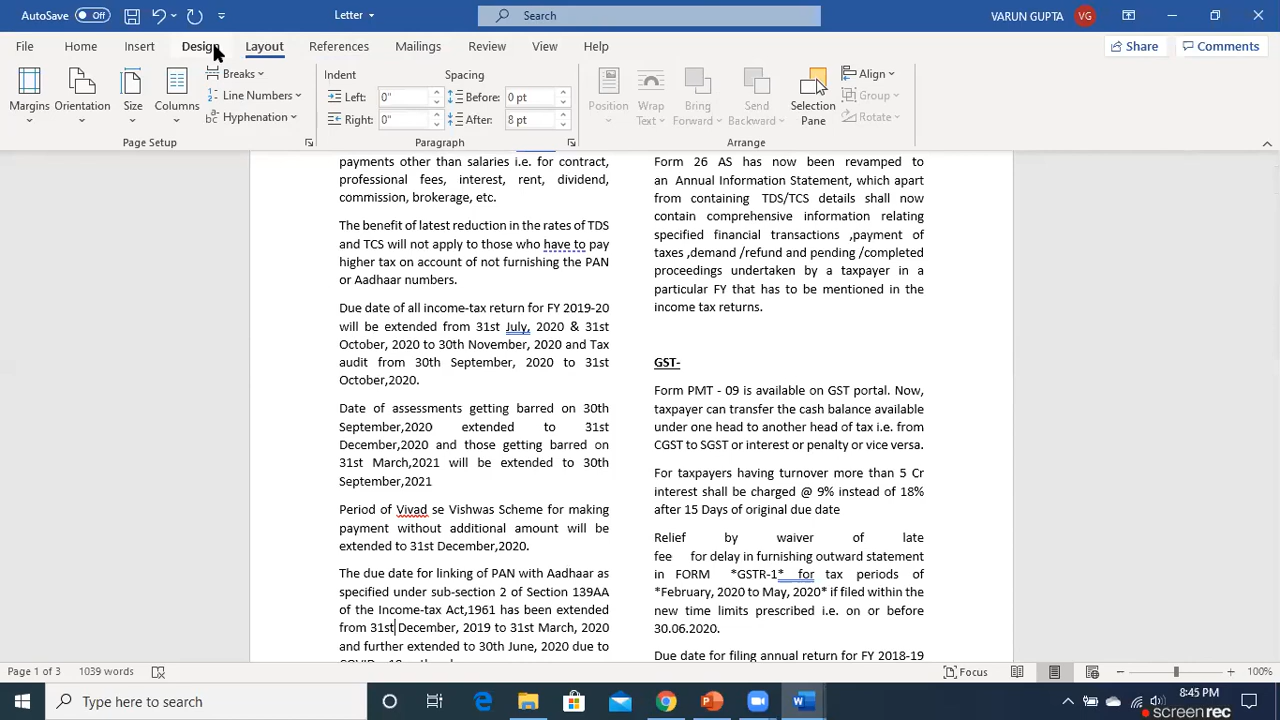 AutoSave Off Letter Search VARUN GUPTA VG
File Home Insert Design Layout References Mailings Review View Help Share Comments
Margins Orientation Size Columns
Breaks
Line Numbers
Hyphenation
Page Setup
Indent Spacing
Left: 0" Before: 0 pt
Right: 0" After: 8 pt
Paragraph
Position Wrap Text Bring Forward Send Backward Selection Pane
Align
Group
Rotate
Arrange
payments other than salaries i.e. for contract,
professional fees, interest, rent, dividend,
commission, brokerage, etc.
The benefit of latest reduction in the rates of TDS
and TCS will not apply to those who have to pay
higher tax on account of not furnishing the PAN
or Aadhaar numbers.
Due date of all income-tax return for FY 2019-20
will be extended from 31st July, 2020 & 31st
October, 2020 to 30th November, 2020 and Tax
audit from 30th September, 2020 to 31st
October,2020.
Date of assessments getting barred on 30th
September,2020 extended to 31st
December,2020 and those getting barred on
31st March,2021 will be extended to 30th
September,2021
Period of Vivad se Vishwas Scheme for making
payment without additional amount will be
extended to 31st December,2020.
The due date for linking of PAN with Aadhaar as
specified under sub-section 2 of Section 139AA
of the Income-tax Act,1961 has been extended
from 31st December, 2019 to 31st March, 2020
and further extended to 30th June, 2020 due to
Form 26 AS has now been revamped to
an Annual Information Statement, which apart
from containing TDS/TCS details shall now
contain comprehensive information relating
specified financial transactions ,payment of
taxes ,demand /refund and pending /completed
proceedings undertaken by a taxpayer in a
particular FY that has to be mentioned in the
income tax returns.
GST-
Form PMT - 09 is available on GST portal. Now,
taxpayer can transfer the cash balance available
under one head to another head of tax i.e. from
CGST to SGST or interest or penalty or vice versa.
For taxpayers having turnover more than 5 Cr
interest shall be charged @ 9% instead of 18%
after 15 Days of original due date
Relief by waiver of late
fee for delay in furnishing outward statement
in FORM *GSTR-1* for tax periods of
*February, 2020 to May, 2020* if filed within the
new time limits prescribed i.e. on or before
30.06.2020.
Due date for filing annual return for FY 2018-19
Page 1 of 3 1039 words Focus 100%
Type here to search 8:45 PM
screenrec